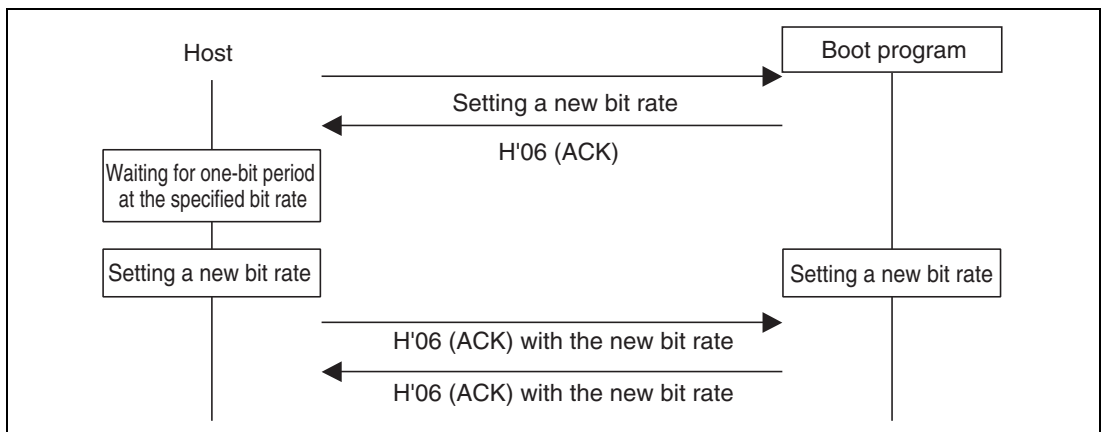 Host
Boot program
Setting a new bit rate
H'06 (ACK)
Waiting for one-bit period
at the specified bit rate
Setting a new bit rate
Setting a new bit rate
H'06 (ACK) with the new bit rate
H'06 (ACK) with the new bit rate